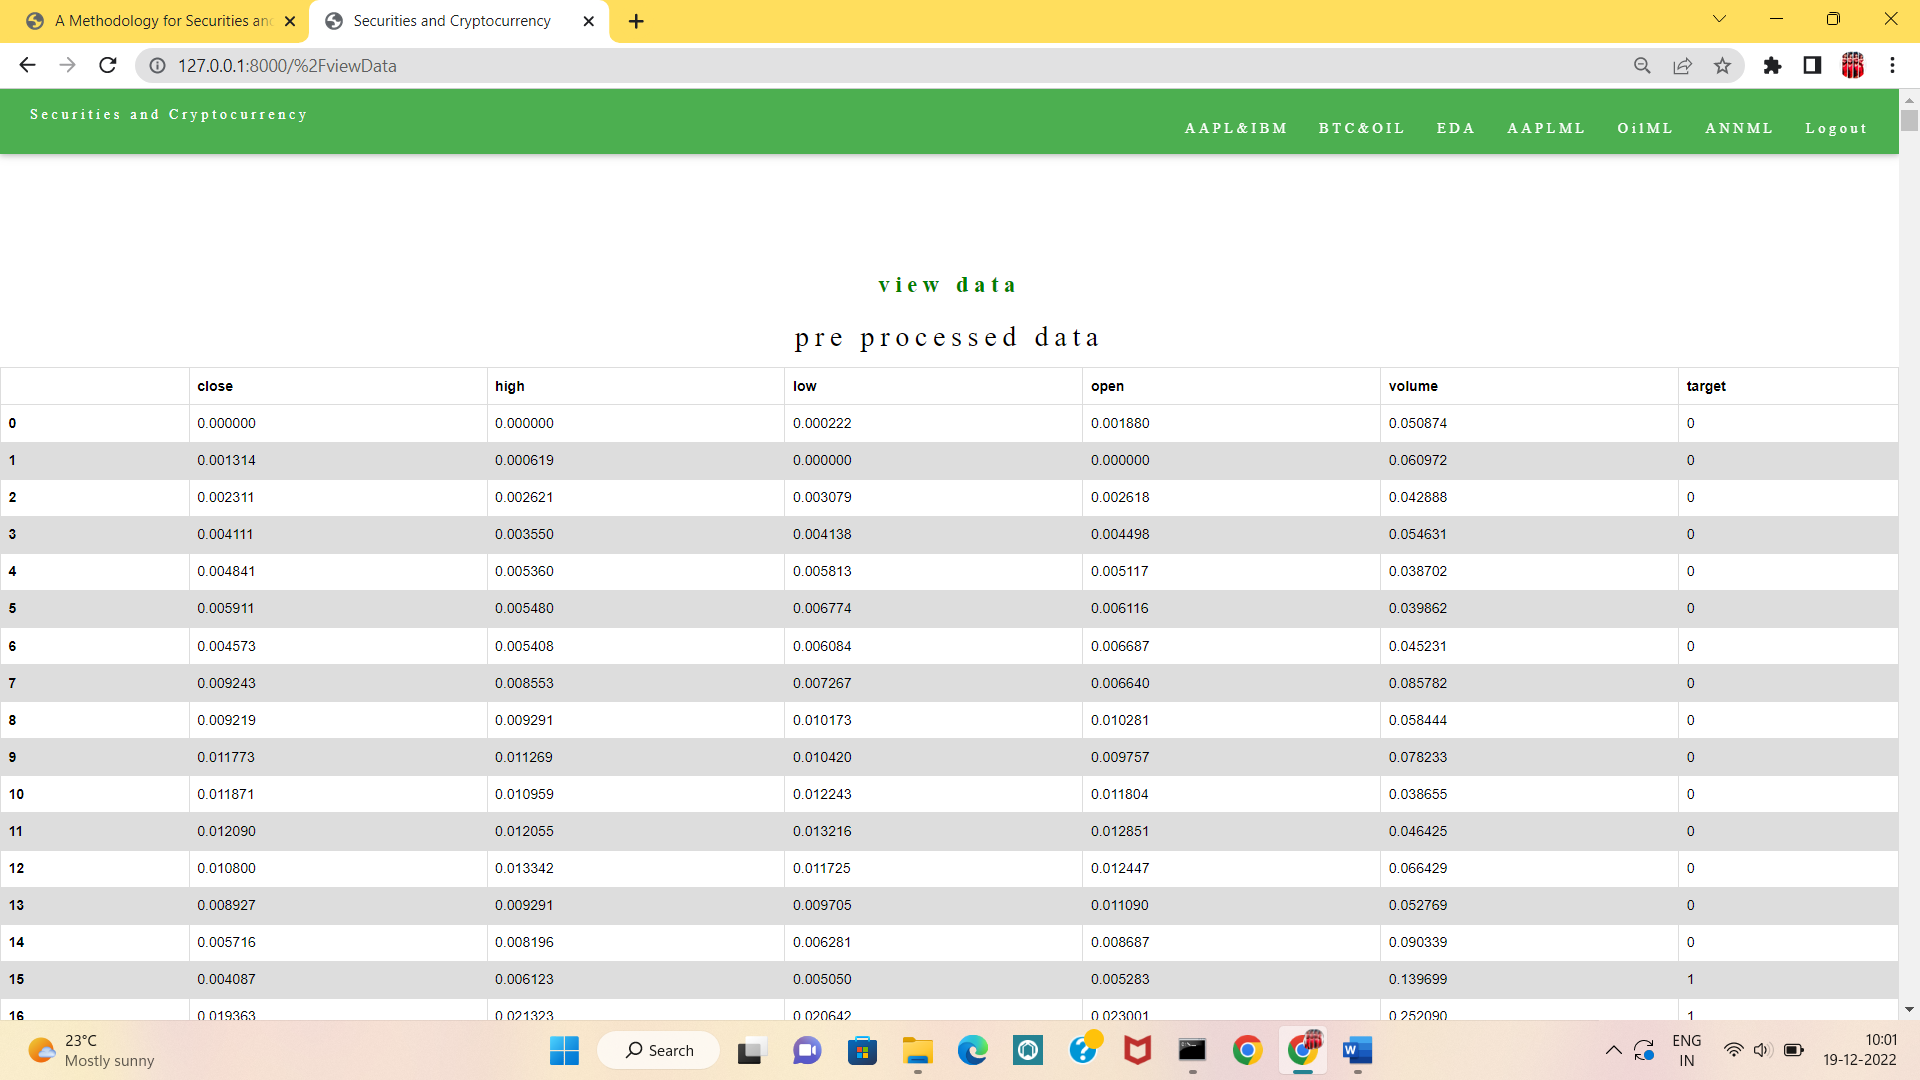 A Methodology for Securities an
Securities and Cryptocurrency
127.0.0.1:8000/%2FviewData
Securities and Cryptocurrency
AAPL&IBM BTC&OIL EDA AAPLML OilML ANNML Logout
view data
pre processed data
close high low open volume target
0 0.000000 0.000000 0.000222 0.001880 0.050874 0
1 0.001314 0.000619 0.000000 0.000000 0.060972 0
2 0.002311 0.002621 0.003079 0.002618 0.042888 0
3 0.004111 0.003550 0.004138 0.004498 0.054631 0
4 0.004841 0.005360 0.005813 0.005117 0.038702 0
5 0.005911 0.005480 0.006774 0.006116 0.039862 0
6 0.004573 0.005408 0.006084 0.006687 0.045231 0
7 0.009243 0.008553 0.007267 0.006640 0.085782 0
8 0.009219 0.009291 0.010173 0.010281 0.058444 0
9 0.011773 0.011269 0.010420 0.009757 0.078233 0
10 0.011871 0.010959 0.012243 0.011804 0.038655 0
11 0.012090 0.012055 0.013216 0.012851 0.046425 0
12 0.010800 0.013342 0.011725 0.012447 0.066429 0
13 0.008927 0.009291 0.009705 0.011090 0.052769 0
14 0.005716 0.008196 0.006281 0.008687 0.090339 0
15 0.004087 0.006123 0.005050 0.005283 0.139699 1
16 0.019363 0.021323 0.020642 0.023001 0.252090 1
23°C
Mostly sunny
Search
ENG
IN
10:01
19-12-2022